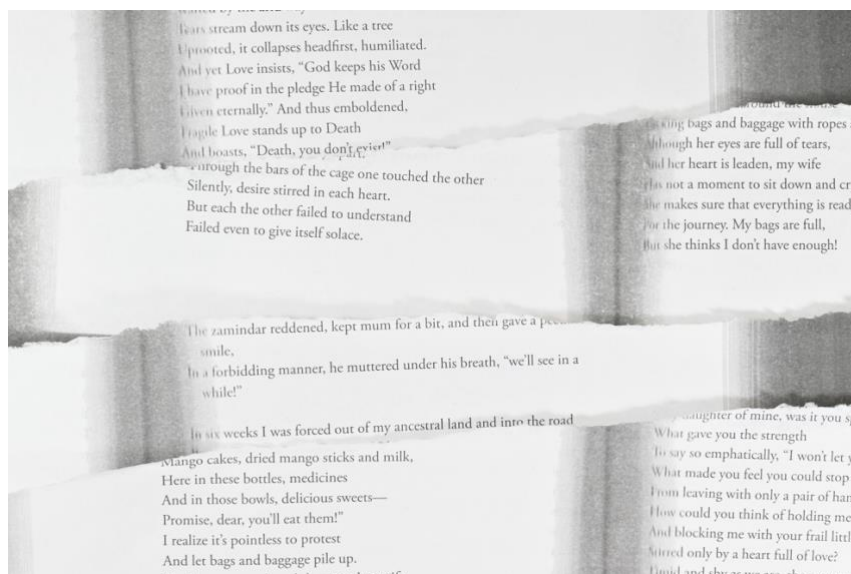 Tears stream down its eyes. Like a tree
Uprooted, it collapses headfirst, humiliated.
And yet Love insists, “God keeps his Word
I have proof in the pledge He made of a right
Given eternally.” And thus emboldened,
Fragile Love stands up to Death
And boasts, “Death, you don’t exist!”
Through the bars of the cage one touched the other
Silently, desire stirred in each heart.
But each the other failed to understand
Failed even to give itself solace.
around the house
bags and baggage with ropes
Although her eyes are full of tears,
And her heart is leaden, my wife
Has not a moment to sit down and
She makes sure that everything is
For the journey. My bags are full,
But she thinks I don’t have enough!
The zamindar reddened, kept mum for a bit, and then gave a
smile,
In a forbidding manner, he muttered under his breath, “we’ll see in a
while!”
In six weeks I was forced out of my ancestral land and into the road
Mango cakes, dried mango sticks and milk,
Here in these bottles, medicines
And in those bowls, delicious sweets—
Promise, dear, you’ll eat them!”
I realize it’s pointless to protest
And let bags and baggage pile up.
daughter of mine, was it you
What gave you the strength
To say so emphatically, “I won’t let
What made you feel you could stop
From leaving with only a pair of
How could you think of holding me
And blocking me with your frail
Stirred only by a heart full of love?